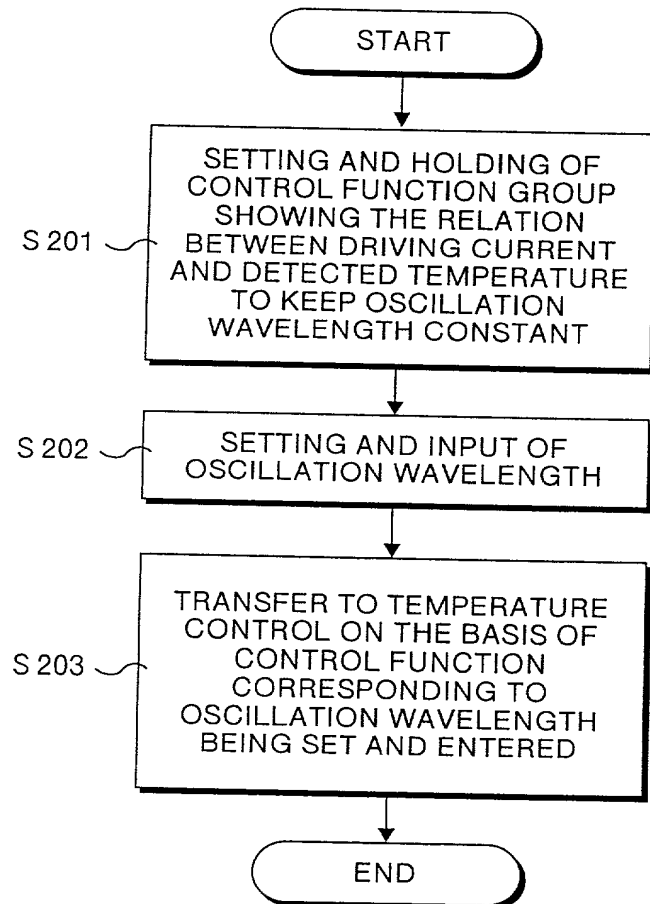 START
SETTING AND HOLDING OF
CONTROL FUNCTION GROUP
SHOWING THE RELATION
S 201
BETWEEN DRIVING CURRENT
AND DETECTED TEMPERATURE
TO KEEP OSCILLATION
WAVELENGTH CONSTANT
S 202
SETTING AND INPUT OF
OSCILLATION WAVELENGTH
TRANSFER TO TEMPERATURE
CONTROL ON THE BASIS OF
S 203
CONTROL FUNCTION
CORRESPONDING TO
OSCILLATION WAVELENGTH
BEING SET AND ENTERED
END